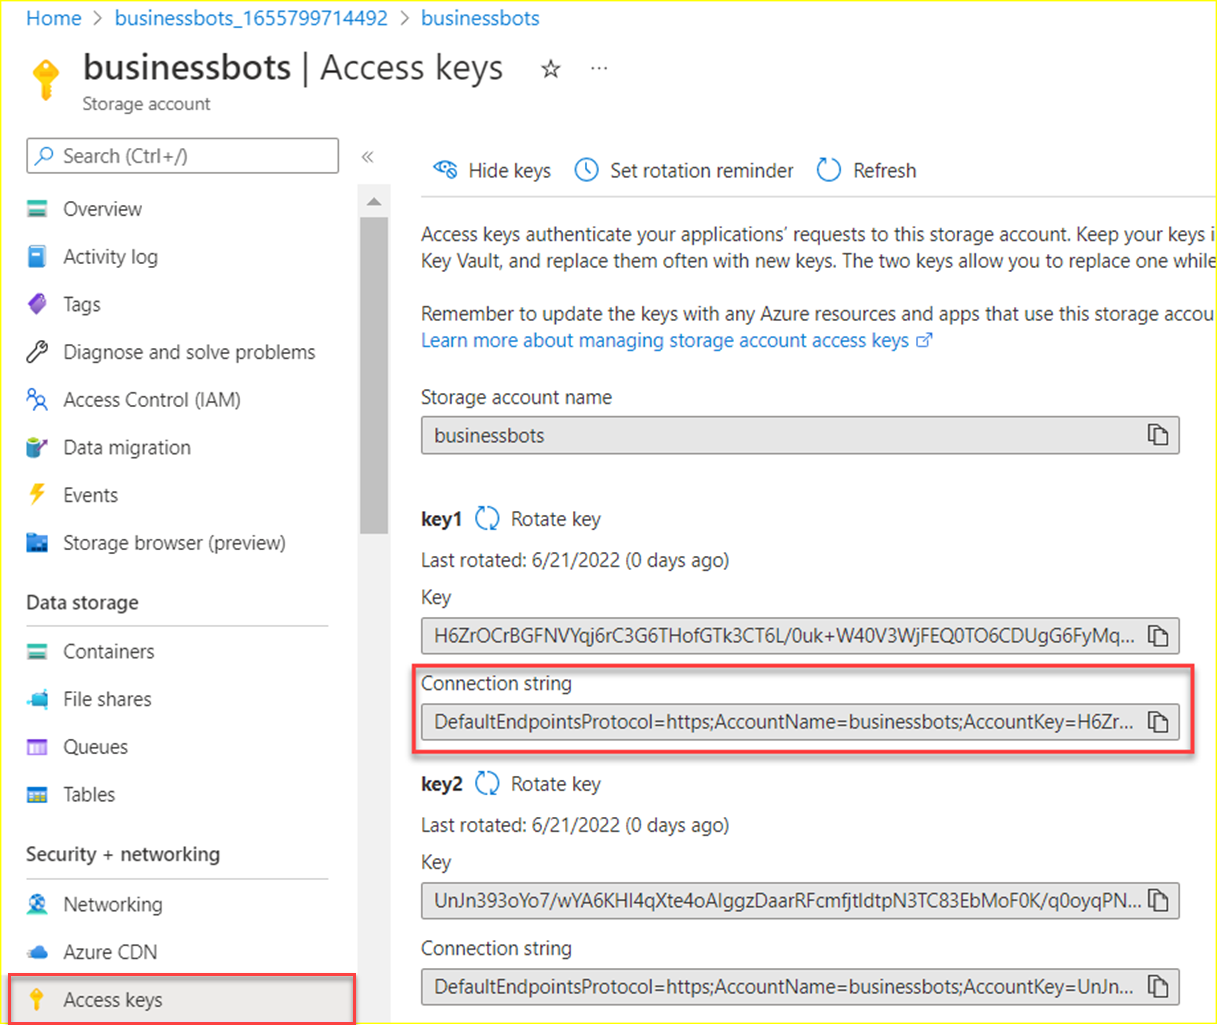 Home > businessbots_1655799714492 > businessbots
businessbots | Access keys ☆ ...
Storage account
Search (Ctrl+/)
«
Overview
Activity log
Tags
Diagnose and solve problems
Access Control (IAM)
Data migration
Events
Storage browser (preview)
Data storage
Containers
File shares
Queues
Tables
Security + networking
Networking
Azure CDN
Access keys
Hide keys Set rotation reminder Refresh
Access keys authenticate your applications’ requests to this storage account. Keep your keys i
Key Vault, and replace them often with new keys. The two keys allow you to replace one while
Remember to update the keys with any Azure resources and apps that use this storage accou
Learn more about managing storage account access keys
Storage account name
businessbots
key1 Rotate key
Last rotated: 6/21/2022 (0 days ago)
Key
H6ZrOCrBGFNVYqj6rC3G6THofGTk3CT6L/0uk+W40V3WjFEQ0TO6CDUgG6FyMq...
Connection string
DefaultEndpointsProtocol=https;AccountName=businessbots;AccountKey=H6Zr...
key2 Rotate key
Last rotated: 6/21/2022 (0 days ago)
Key
UnJn393oYo7/wYA6KHI4qXte4oAlggzDaarRFcmfjtldtpN3TC83EbMoF0K/q0oyqPN...
Connection string
DefaultEndpointsProtocol=https;AccountName=businessbots;AccountKey=UnJn...